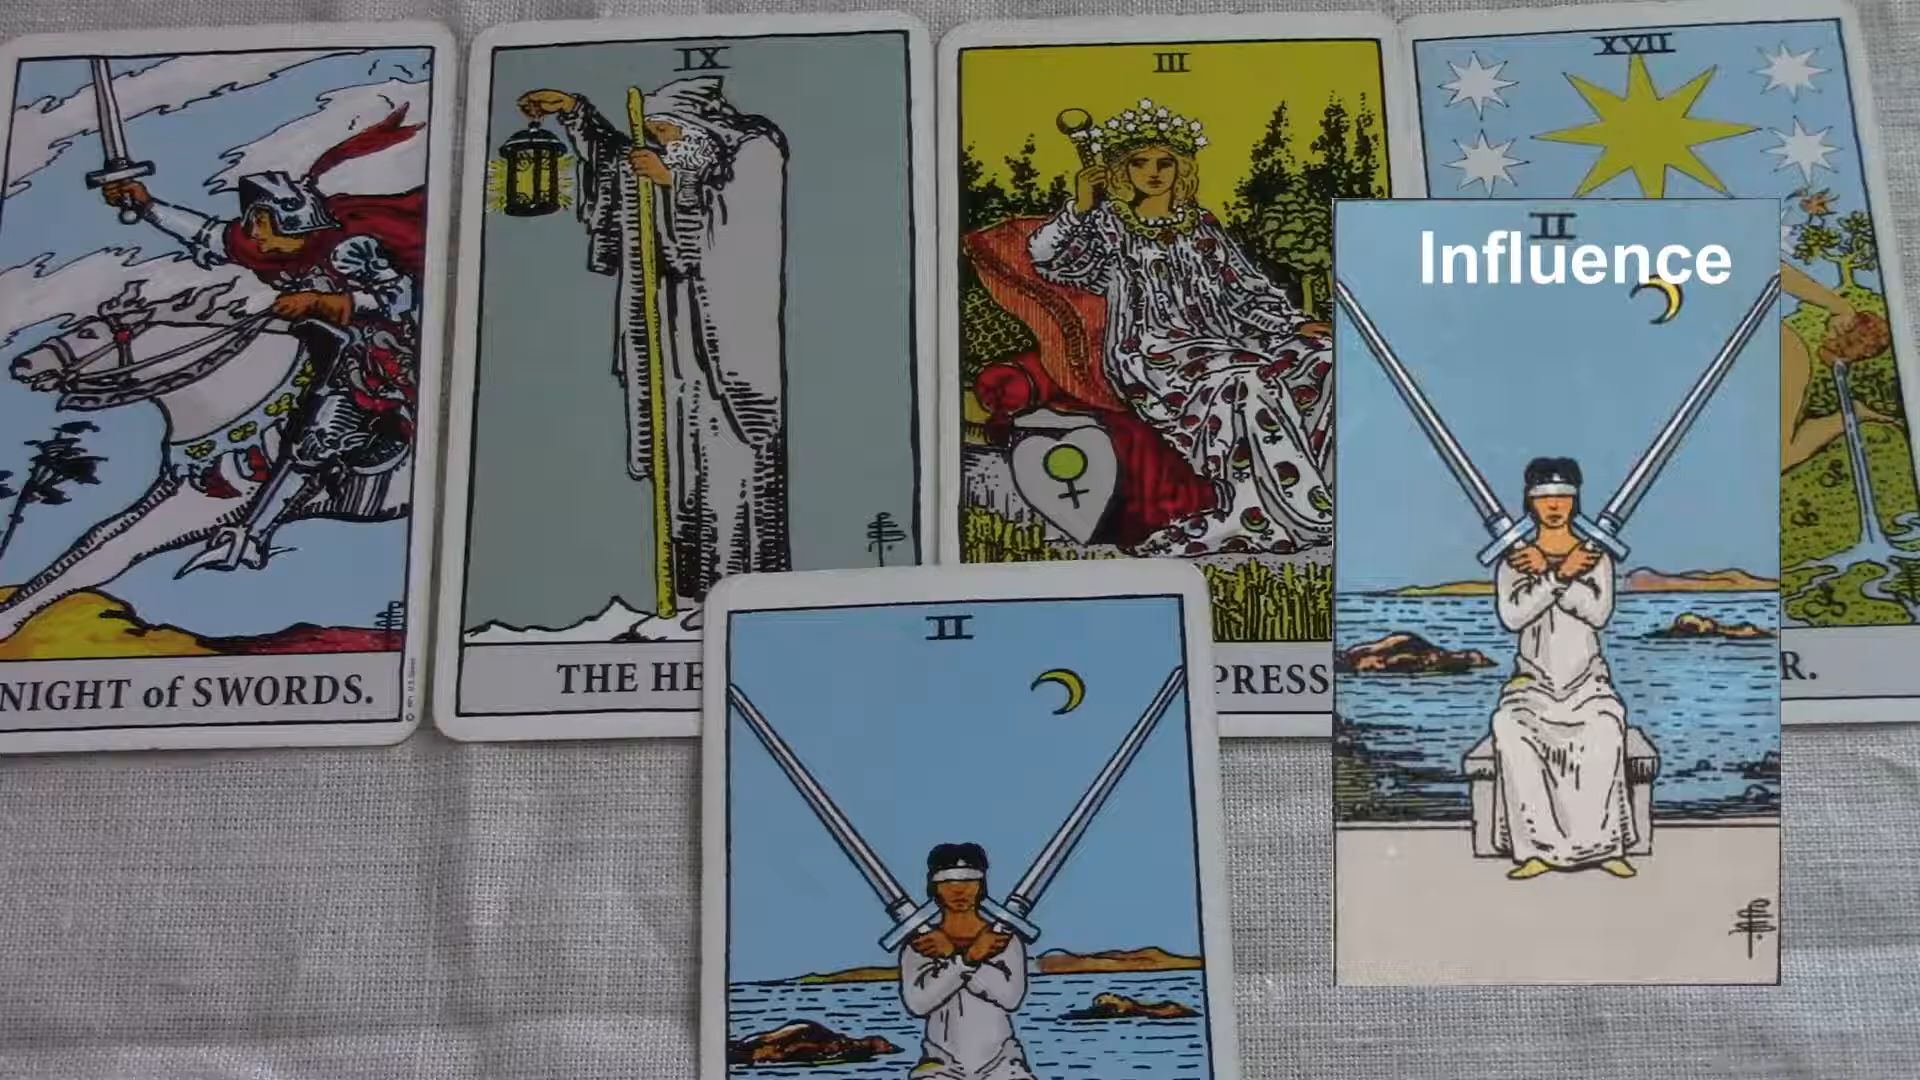 IX
III
XVII
II
Influence
NIGHT of SWORDS.
THE HE
PRESS
R.
II